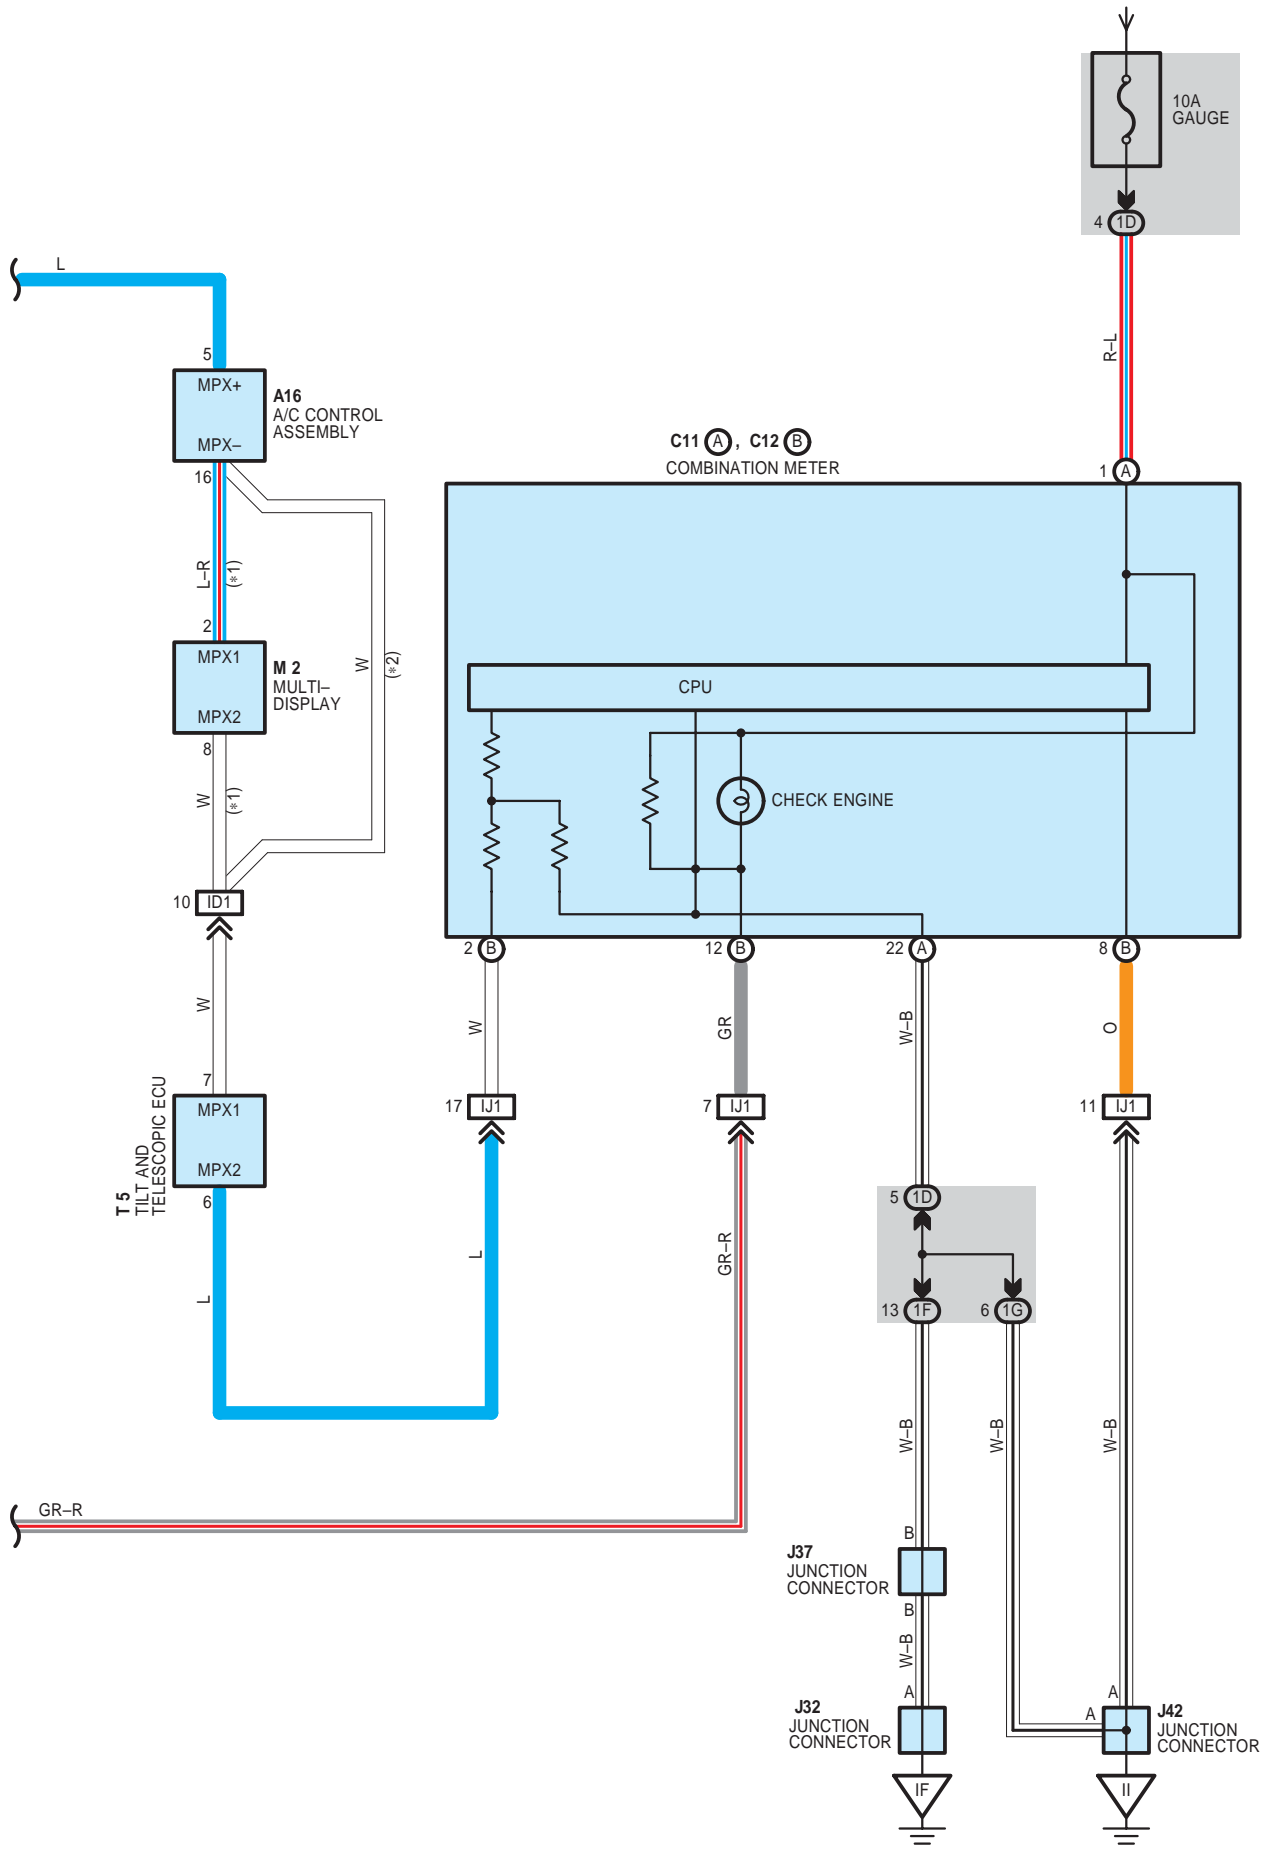 10A
GAUGE
4 1D
L
R–L
5
MPX+
MPX–
A16
A/C CONTROL
ASSEMBLY
16
C11 A , C12 B
COMBINATION METER
1 A
L–R
(*1)
2
MPX1
MPX2
M 2
MULTI–
DISPLAY
8
W
(*2)
CPU
CHECK ENGINE
W
(*1)
10 ID1
2 B
12 B
22 A
8 B
W
W
GR
W–B
O
7
MPX1
MPX2
T 5
TILT AND
TELESCOPIC ECU
6
17 IJ1
7 IJ1
11 IJ1
5 1D
L
L
GR–R
13 1F
6 1G
W–B
W–B
W–B
GR–R
B
J37
JUNCTION
CONNECTOR
B
W–B
A
J32
JUNCTION
CONNECTOR
A
A
J42
JUNCTION
CONNECTOR
IF
II